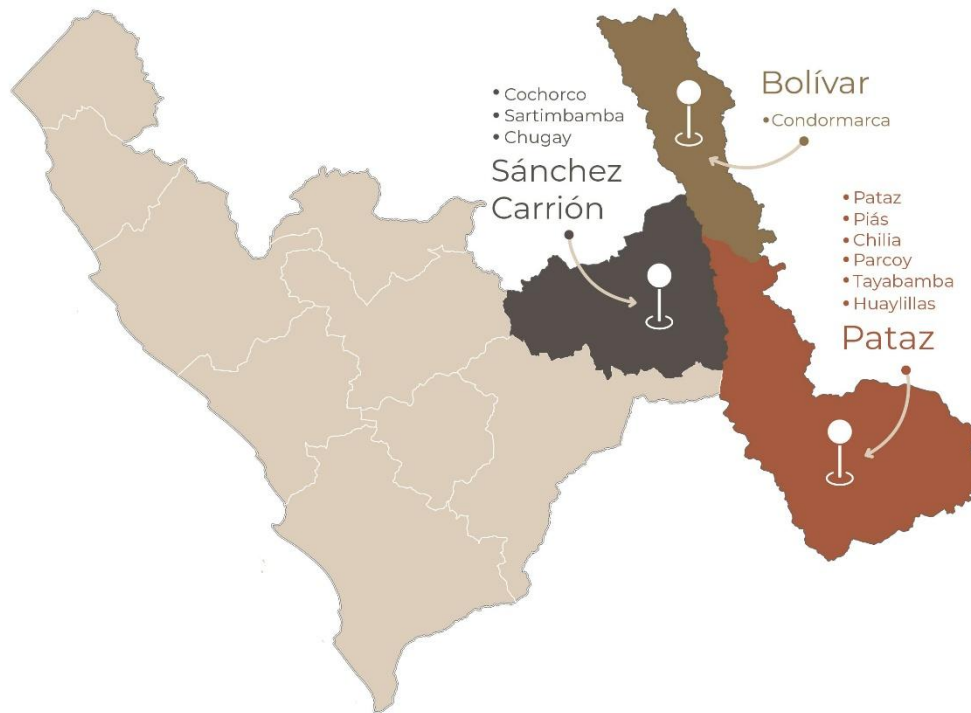 • Cochorco
• Sartimbamba
• Chugay
Sánchez
Carrión
Bolívar
• Condormarca
• Pataz
• Piás
• Chilia
• Parcoy
• Tayabamba
• Huaylillas
Pataz